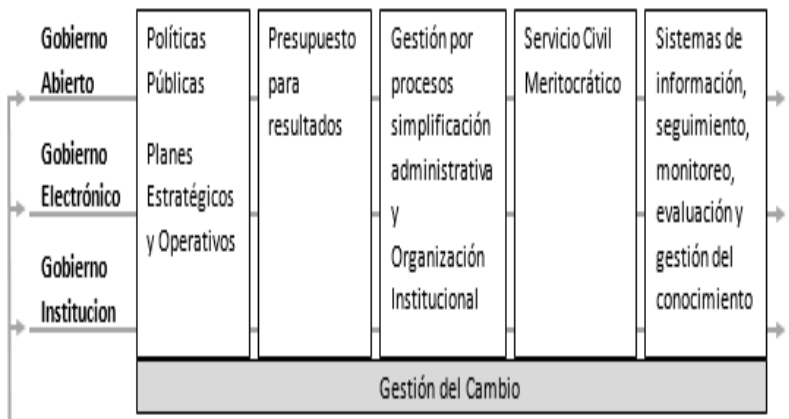 Gobierno
Abierto
Gobierno
Electrónico
Gobierno
Institucion
Políticas
Públicas
Planes
Estratégicos
y Operativos
Presupuesto
para
resultados
Gestión por
procesos
simplificación
administrativa
y
Organización
Institucional
Servicio Civil
Meritocrático
Sistemas de
información,
seguimiento,
monitoreo,
evaluación y
gestión del
conocimiento
Gestión del Cambio